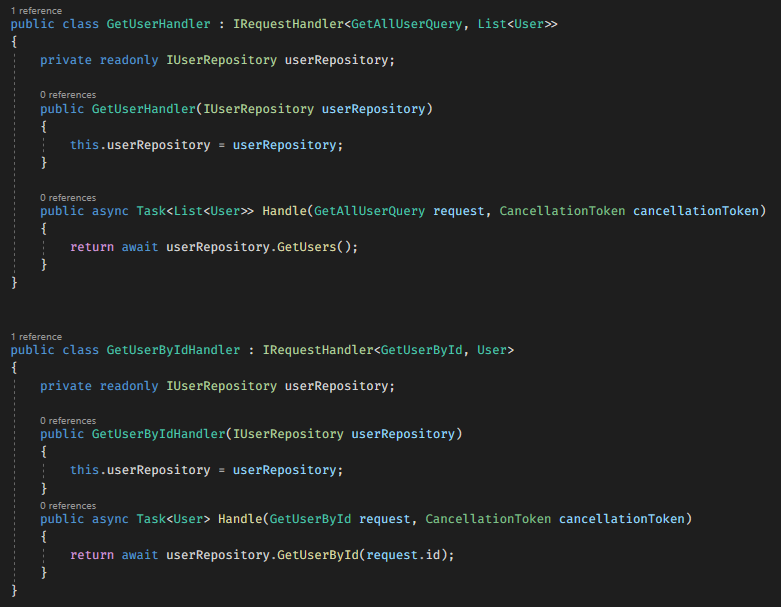 1 reference
public class GetUserHandler : IRequestHandler<GetAllUserQuery, List<User>>
{
private readonly IUserRepository userRepository;
0 references
public GetUserHandler(IUserRepository userRepository)
{
this.userRepository = userRepository;
}
0 references
public async Task<List<User>> Handle(GetAllUserQuery request, CancellationToken cancellationToken)
{
return await userRepository.GetUsers();
}
}
1 reference
public class GetUserByIdHandler : IRequestHandler<GetUserById, User>
{
private readonly IUserRepository userRepository;
0 references
public GetUserByIdHandler(IUserRepository userRepository)
{
this.userRepository = userRepository;
}
0 references
public async Task<User> Handle(GetUserById request, CancellationToken cancellationToken)
{
return await userRepository.GetUserById(request.id);
}
}